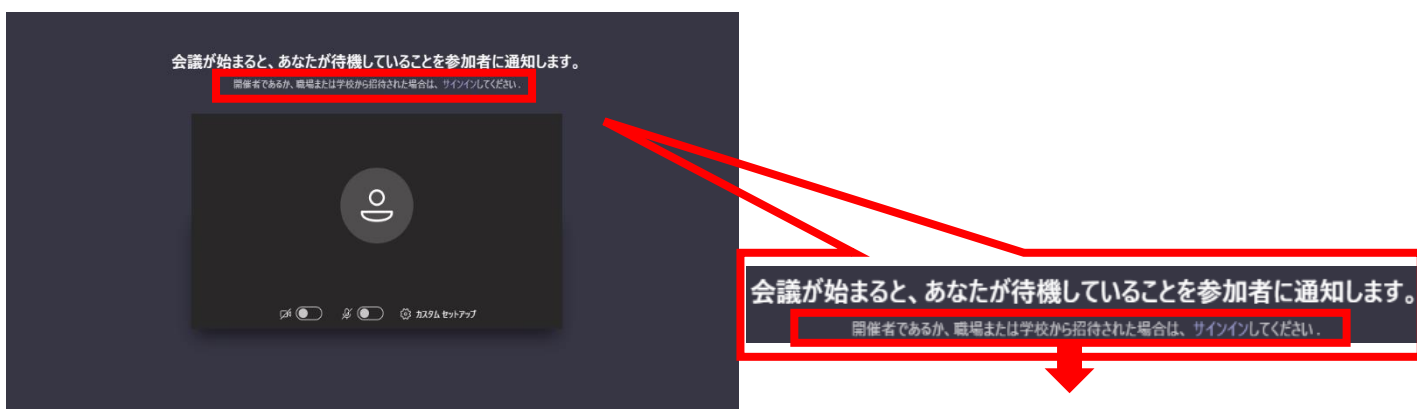 会議が始まると、あなたが待機していることを参加者に通知します。
開催者であるか、職場または学校から招待された場合は、サインインしてください.
カスタム セットアップ
会議が始まると、あなたが待機していることを参加者に通知します。
開催者であるか、職場または学校から招待された場合は、サインインしてください.